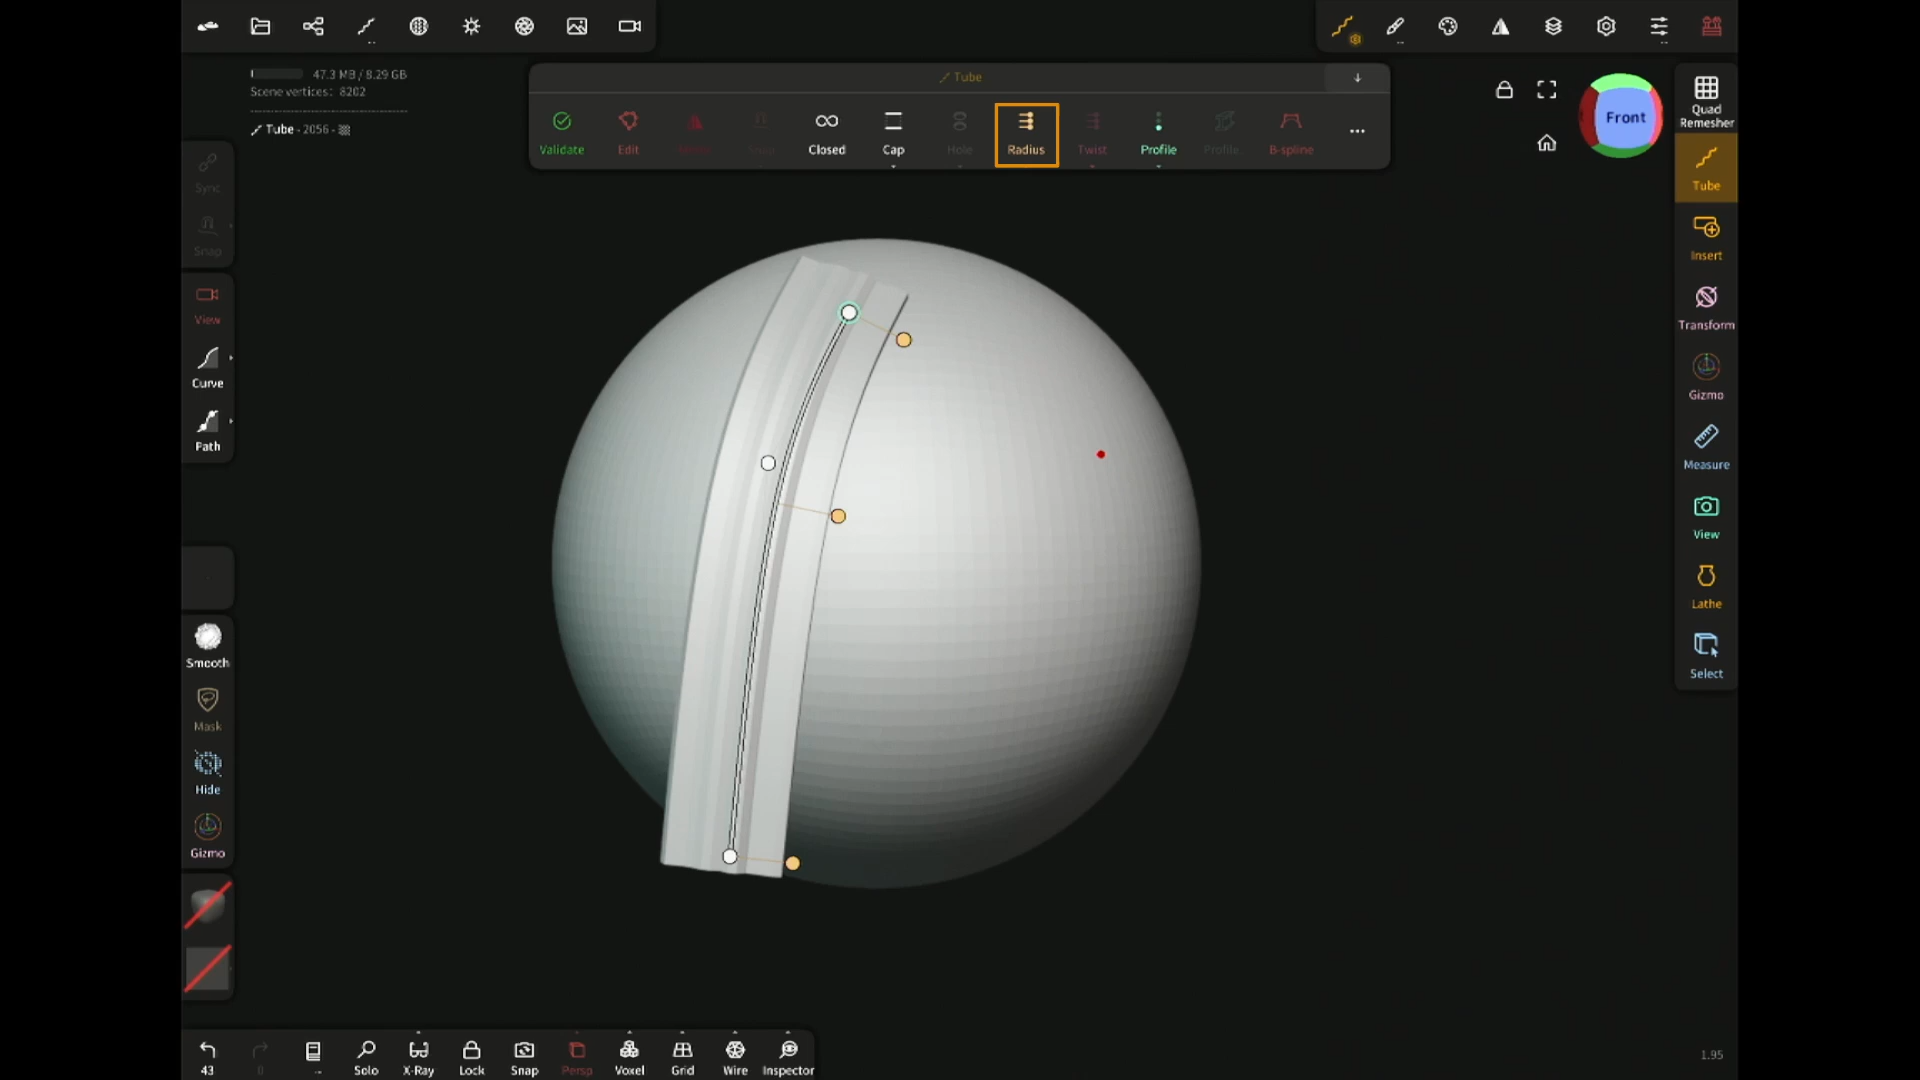 47.3 MB / 8.29 GB
Scene vertices: 8202
Tube - 2056 -
Tube
Validate
Edit
Closed
Cap
Hole
Radius
Twist
Profile
Profile.
B-spline
Front
Quad
Remesher
Tube
Insert
Transform
Gizmo
Measure
View
Lathe
Select
Sync
Snap
View
Curve
Path
Smooth
Mask
Hide
Gizmo
43
0
Solo
X-Ray
Lock
Snap
Persp
Voxel
Grid
Wire
Inspector
1.95